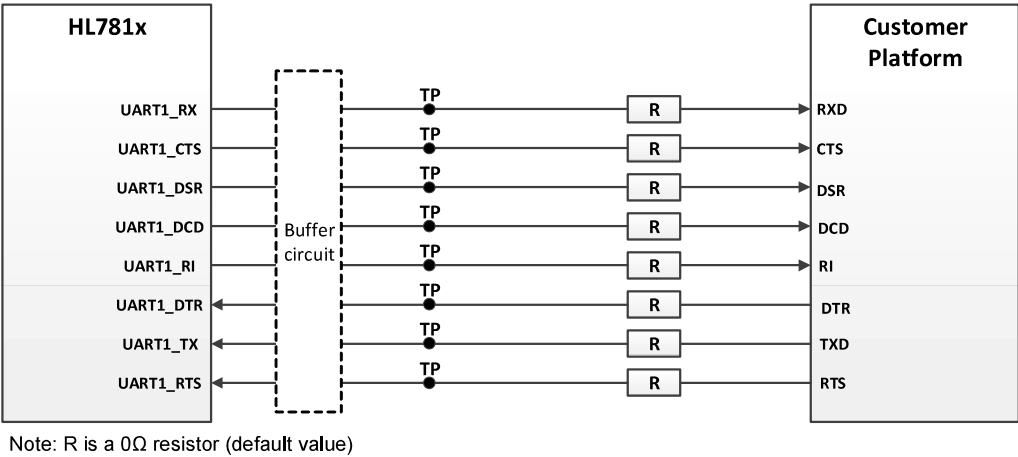 HL781x
Customer
Platform
UART1_RX TP R RXD
UART1_CTS TP R CTS
UART1_DSR TP R DSR
UART1_DCD TP R DCD
Buffer
circuit
UART1_RI TP R RI
UART1_DTR TP R DTR
UART1_TX TP R TXD
UART1_RTS TP R RTS
Note: R is a 0Ω resistor (default value)